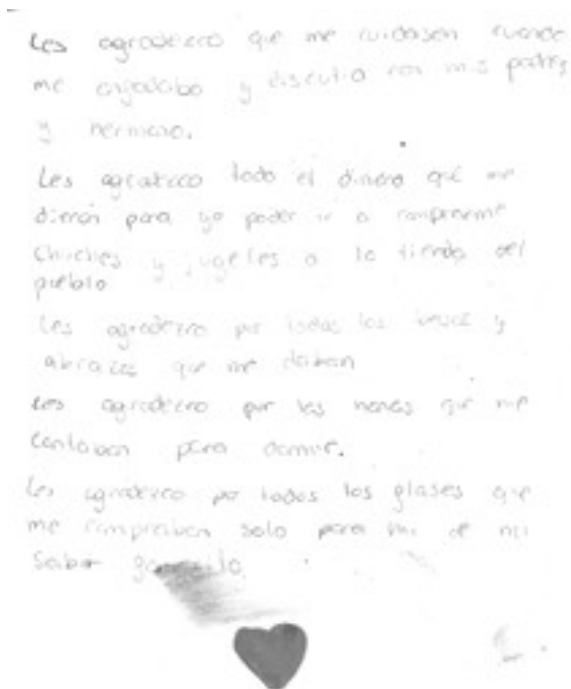 Les agradezco que me cuidasen cuando
me enfadaba y discutia con mis padres
y hermano.
Les agradezco todo el dinero que me
dieron para yo poder ir a comprarme
Chuches y jugetes a la tienda del
pueblo
Les agradezco por todos los besos y
abrazos que me daban
Les agradezco por las nanas que me
cantaban para dormir.
Les agradezco por todos los glases que
me compraban solo para mi de mi
Sabor